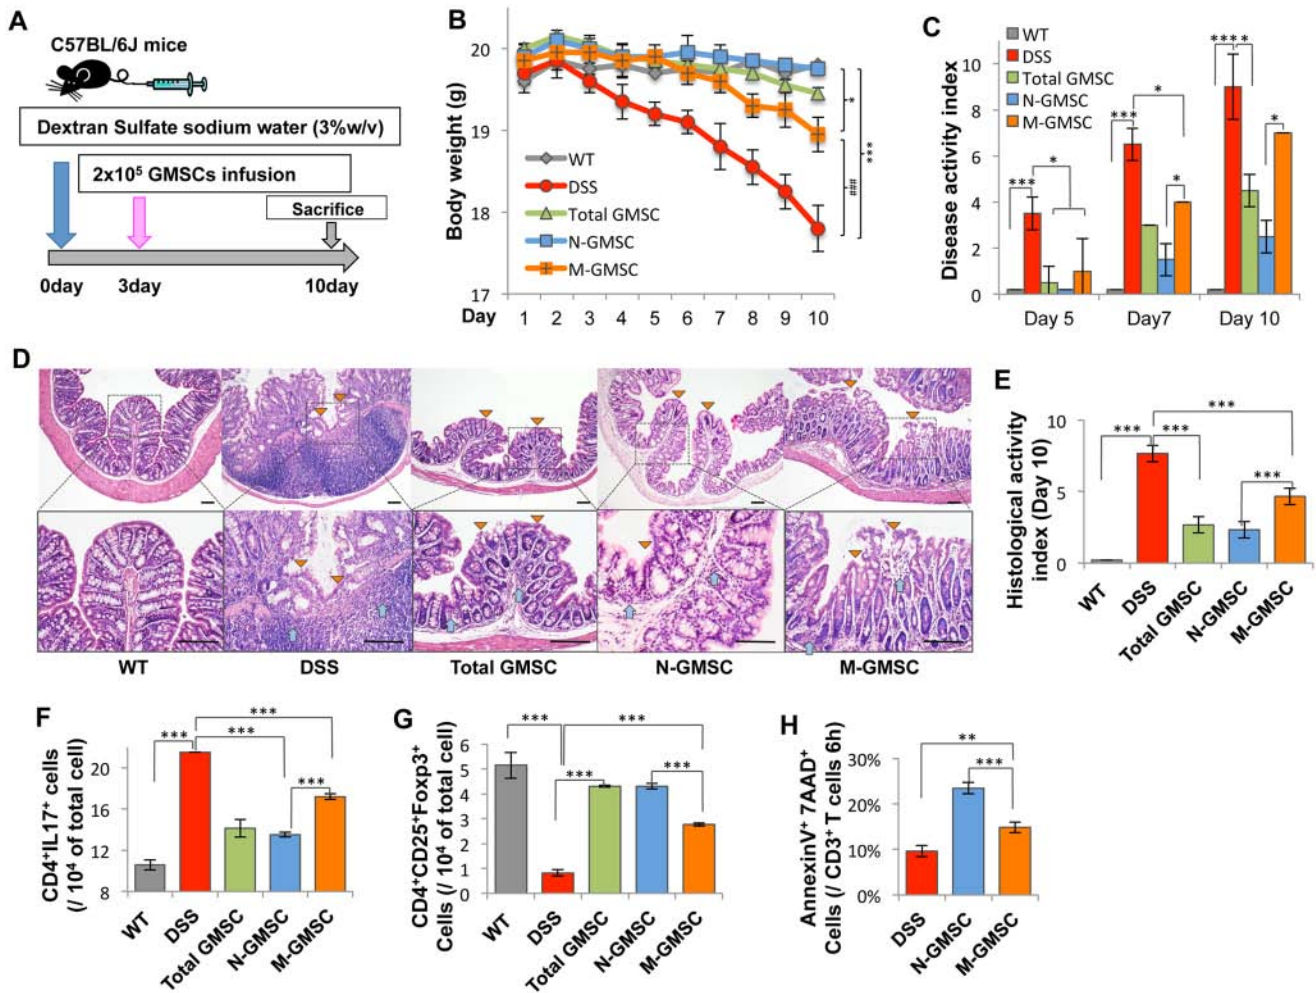 A
C57BL/6J mice
Dextran Sulfate sodium water (3%w/v)
2x10⁵ GMSCs infusion
Sacrifice
0day
3day
10day
B
Body weight (g)
20
19
18
17
WT
DSS
Total GMSC
N-GMSC
M-GMSC
*
***
###
Day 1 2 3 4 5 6 7 8 9 10
C
Disease activity index
10
8
6
4
2
0
WT
DSS
Total GMSC
N-GMSC
M-GMSC
***
*
***
*
*
****
*
Day 5
Day7
Day 10
D
WT
DSS
Total GMSC
N-GMSC
M-GMSC
E
Histological activity
index (Day 10)
10
5
0
***
***
***
***
WT
DSS
Total GMSC
N-GMSC
M-GMSC
F
CD4⁺IL17⁺ cells
(/ 10⁴ of total cell)
20
16
12
8
***
***
***
***
WT
DSS
Total GMSC
N-GMSC
M-GMSC
G
CD4⁺CD25⁺Foxp3⁺
Cells (/ 10⁴ of total cell)
6
5
4
3
2
1
0
***
***
***
***
WT
DSS
Total GMSC
N-GMSC
M-GMSC
H
AnnexinV⁺ 7AAD⁺
Cells (/ CD3⁺ T cells 6h)
30%
20%
10%
0%
**
***
DSS
N-GMSC
M-GMSC